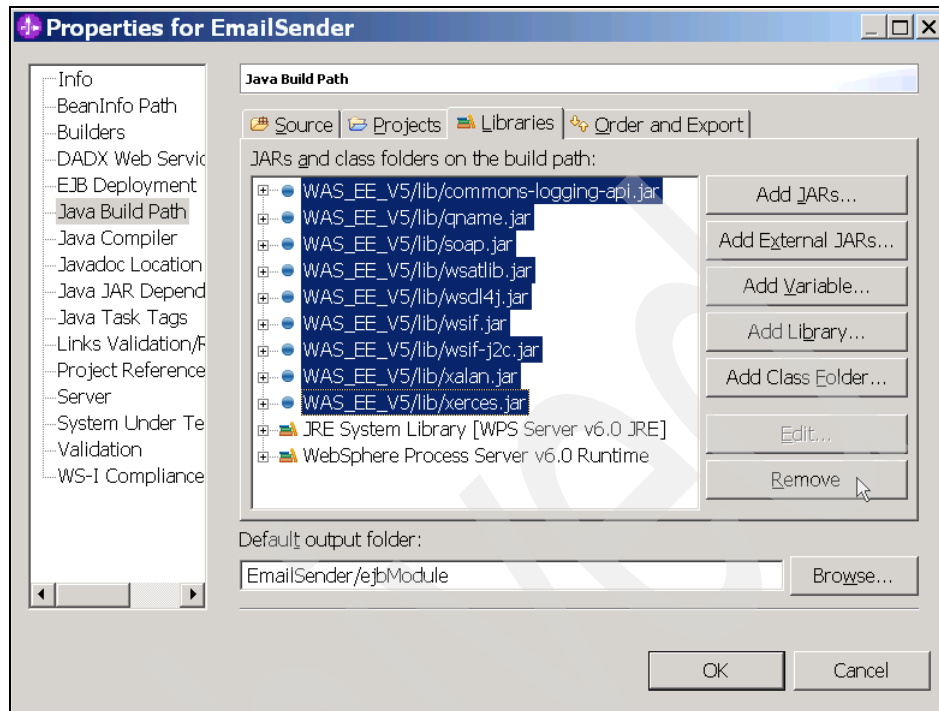 Properties for EmailSender
Info
BeanInfo Path
Builders
DADX Web Servic
EJB Deployment
Java Build Path
Java Compiler
Javadoc Location
Java JAR Depend
Java Task Tags
Links Validation/R
Project Reference
Server
System Under Te
Validation
WS-I Compliance
Java Build Path
Source
Projects
Libraries
Order and Export
JARs and class folders on the build path:
WAS_EE_V5/lib/commons-logging-api.jar
WAS_EE_V5/lib/qname.jar
WAS_EE_V5/lib/soap.jar
WAS_EE_V5/lib/wsatlib.jar
WAS_EE_V5/lib/wsdl4j.jar
WAS_EE_V5/lib/wsif.jar
WAS_EE_V5/lib/wsif-j2c.jar
WAS_EE_V5/lib/xalan.jar
WAS_EE_V5/lib/xerces.jar
JRE System Library [WPS Server v6.0 JRE]
WebSphere Process Server v6.0 Runtime
Add JARs...
Add External JARs...
Add Variable...
Add Library...
Add Class Folder...
Edit...
Remove
Default output folder:
EmailSender/ejbModule
Browse...
OK
Cancel